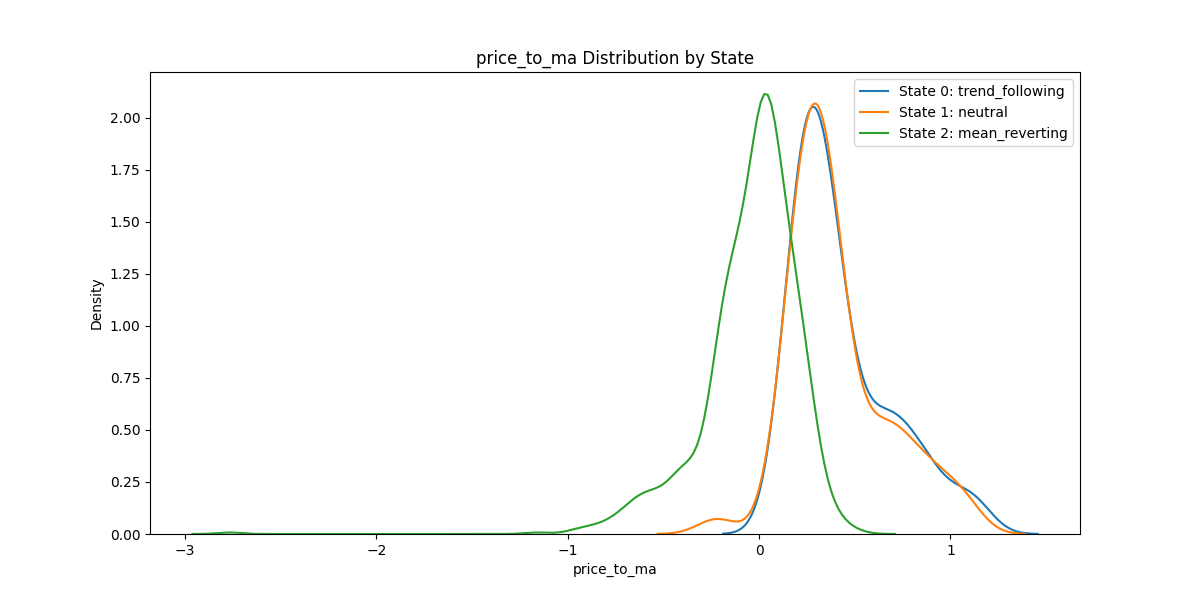 price_to_ma Distribution by State
State 0: trend_following
State 1: neutral
State 2: mean_reverting
Density
2.00
1.75
1.50
1.25
1.00
0.75
0.50
0.25
0.00
−3
−2
−1
0
1
price_to_ma